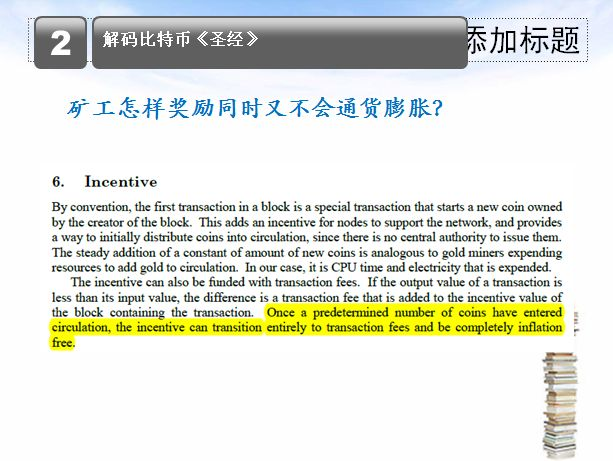 2
解码比特币《圣经》
添加标题
矿工怎样奖励同时又不会通货膨胀?
6. Incentive
By convention, the first transaction in a block is a special transaction that starts a new coin owned
by the creator of the block. This adds an incentive for nodes to support the network, and provides
a way to initially distribute coins into circulation, since there is no central authority to issue them.
The steady addition of a constant of amount of new coins is analogous to gold miners expending
resources to add gold to circulation. In our case, it is CPU time and electricity that is expended.
The incentive can also be funded with transaction fees. If the output value of a transaction is
less than its input value, the difference is a transaction fee that is added to the incentive value of
the block containing the transaction. Once a predetermined number of coins have entered
circulation, the incentive can transition entirely to transaction fees and be completely inflation
free.